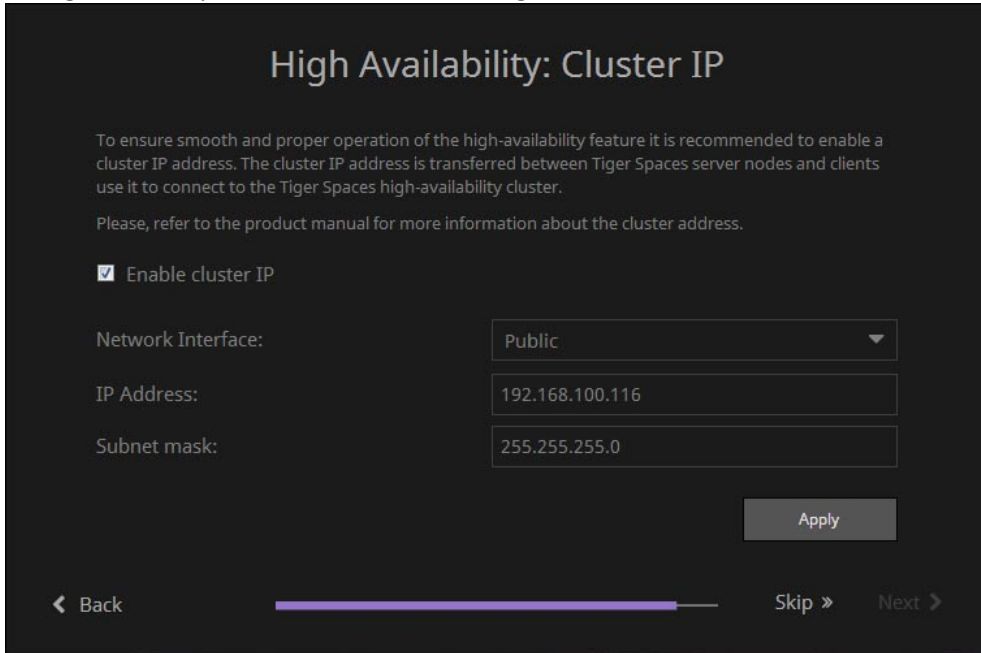 High Availability: Cluster IP
To ensure smooth and proper operation of the high-availability feature it is recommended to enable a
cluster IP address. The cluster IP address is transferred between Tiger Spaces server nodes and clients
use it to connect to the Tiger Spaces high-availability cluster.
Please, refer to the product manual for more information about the cluster address.
Enable cluster IP
Network Interface: Public
IP Address: 192.168.100.116
Subnet mask: 255.255.255.0
Apply
Back Skip » Next